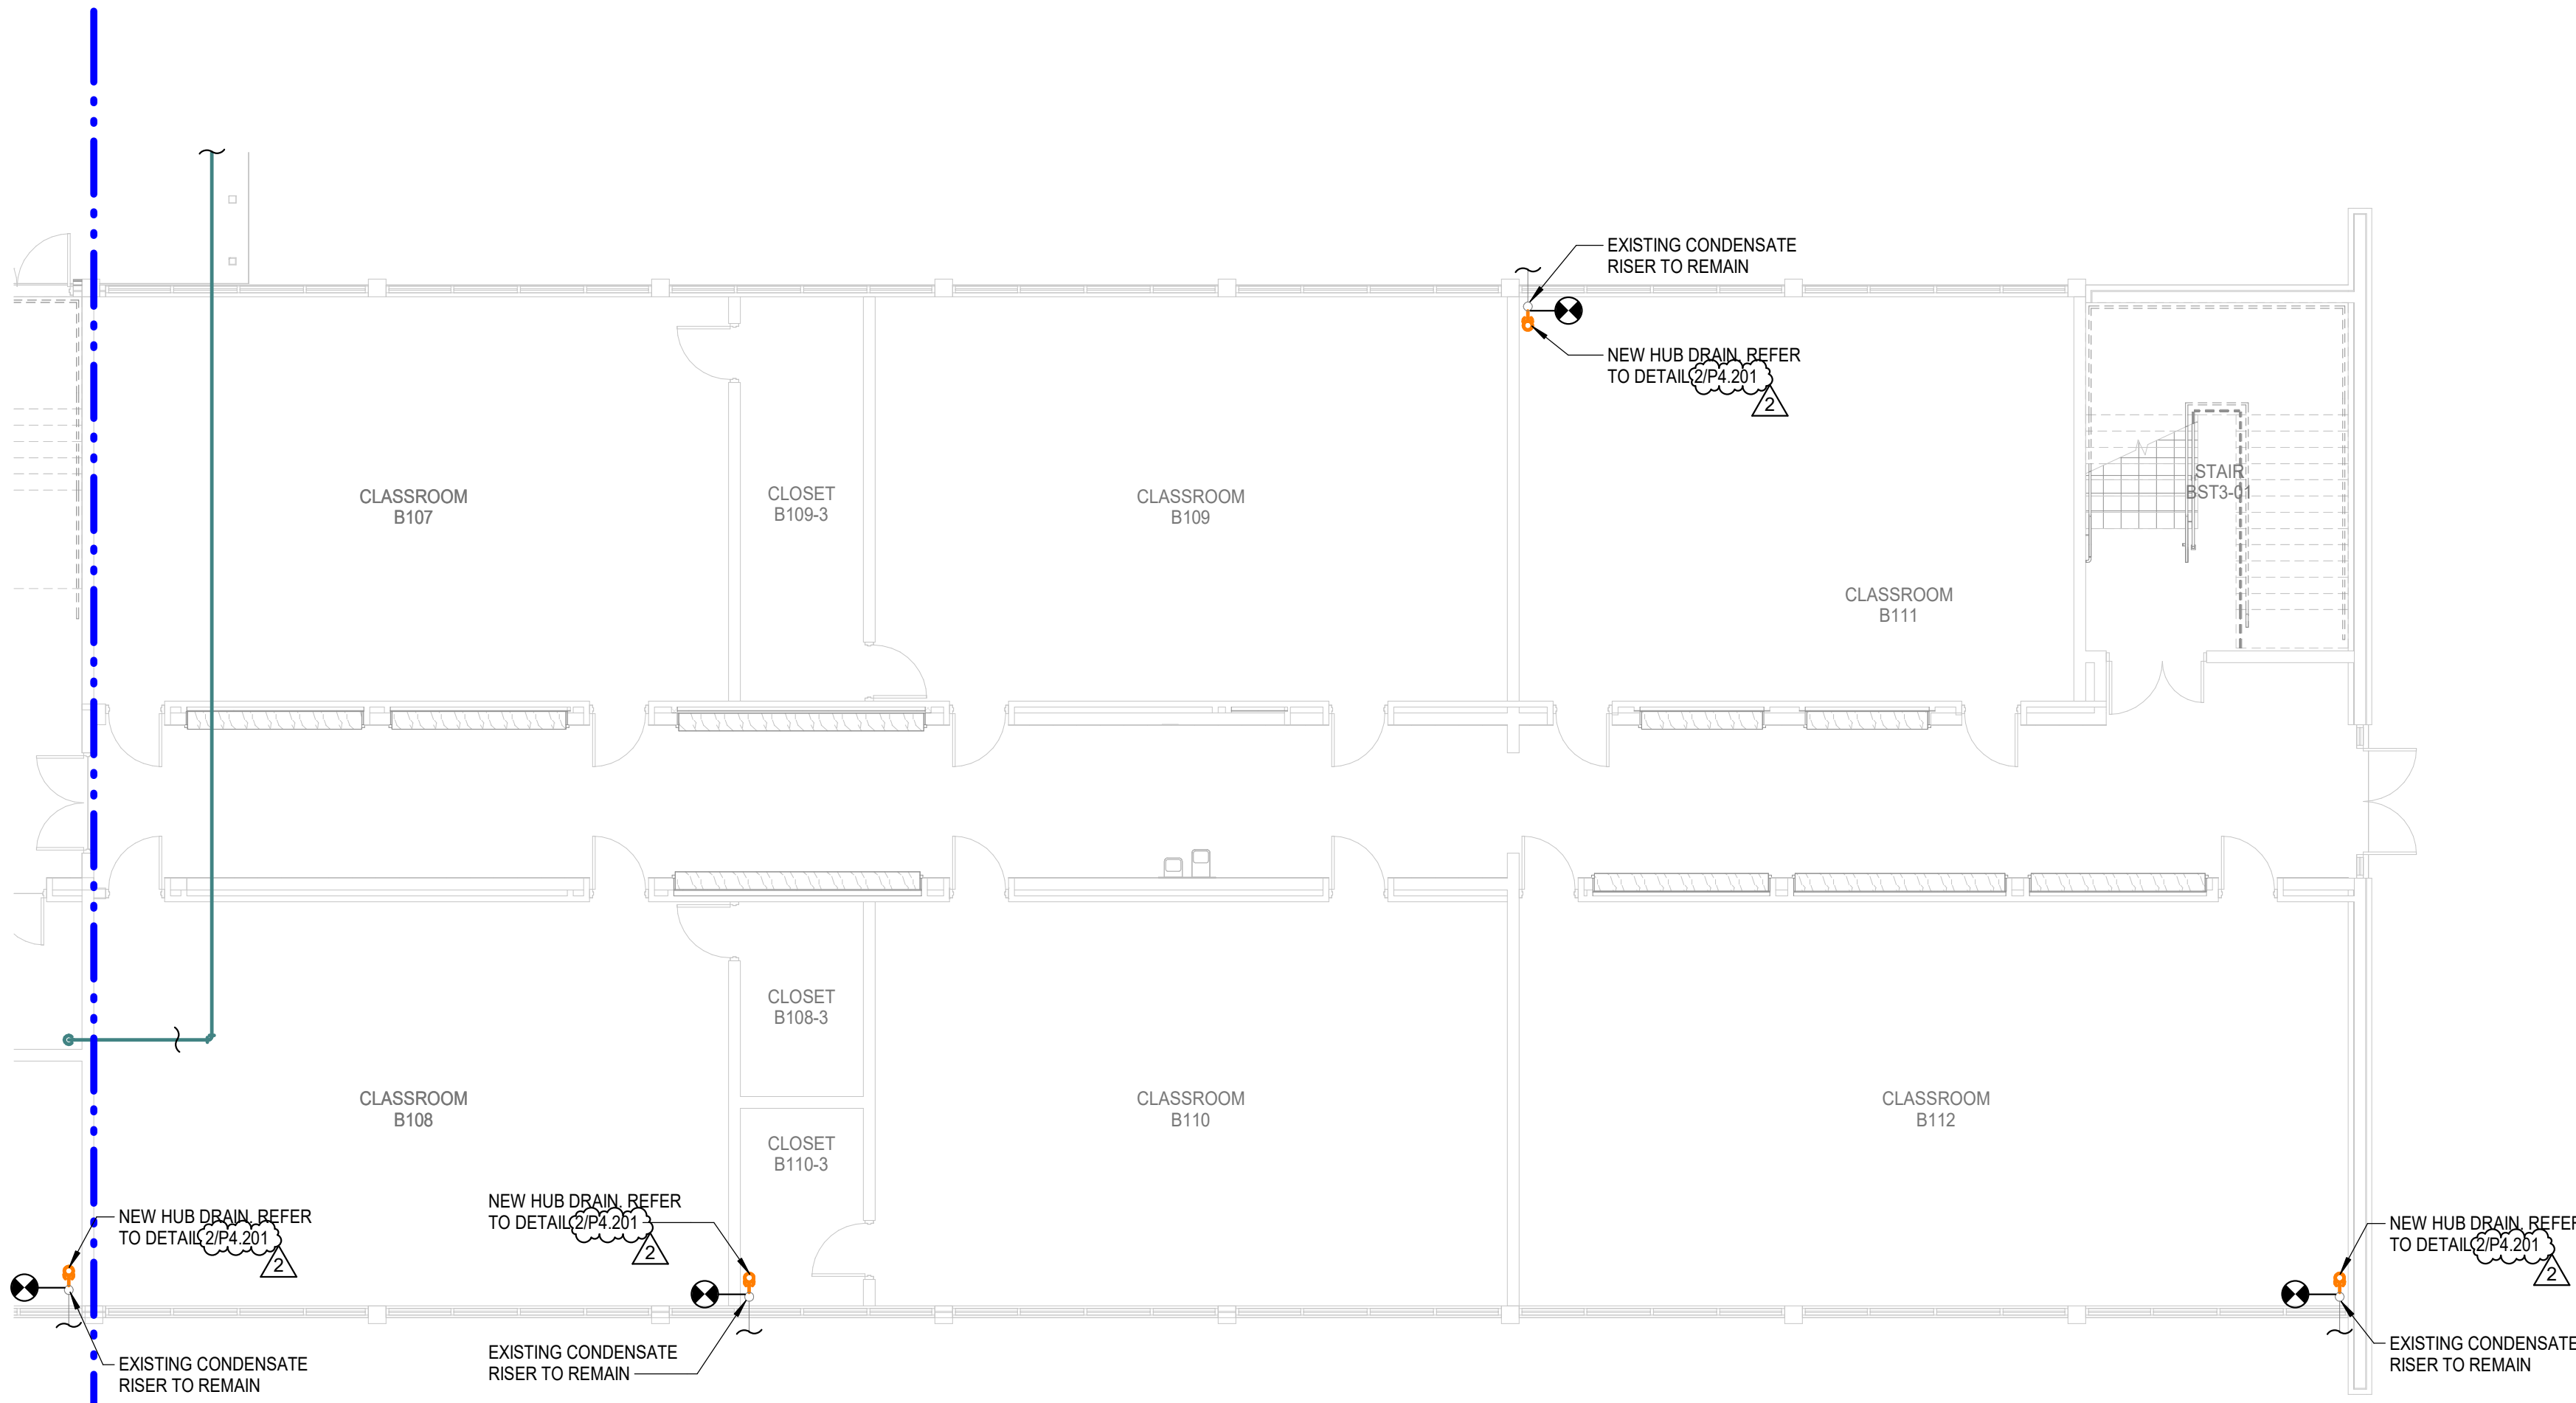 EXISTING CONDENSATE
RISER TO REMAIN
NEW HUB DRAIN. REFER
TO DETAIL 2/P4.201
2
CLASSROOM
B107
CLOSET
B109-3
CLASSROOM
B109
STAIR
BST3-01
CLASSROOM
B111
CLOSET
B108-3
CLASSROOM
B108
CLOSET
B110-3
CLASSROOM
B110
CLASSROOM
B112
NEW HUB DRAIN. REFER
TO DETAIL 2/P4.201
2
NEW HUB DRAIN. REFER
TO DETAIL 2/P4.201
2
NEW HUB DRAIN. REFER
TO DETAIL 2/P4.201
2
EXISTING CONDENSATE
RISER TO REMAIN
EXISTING CONDENSATE
RISER TO REMAIN
EXISTING CONDENSATE
RISER TO REMAIN